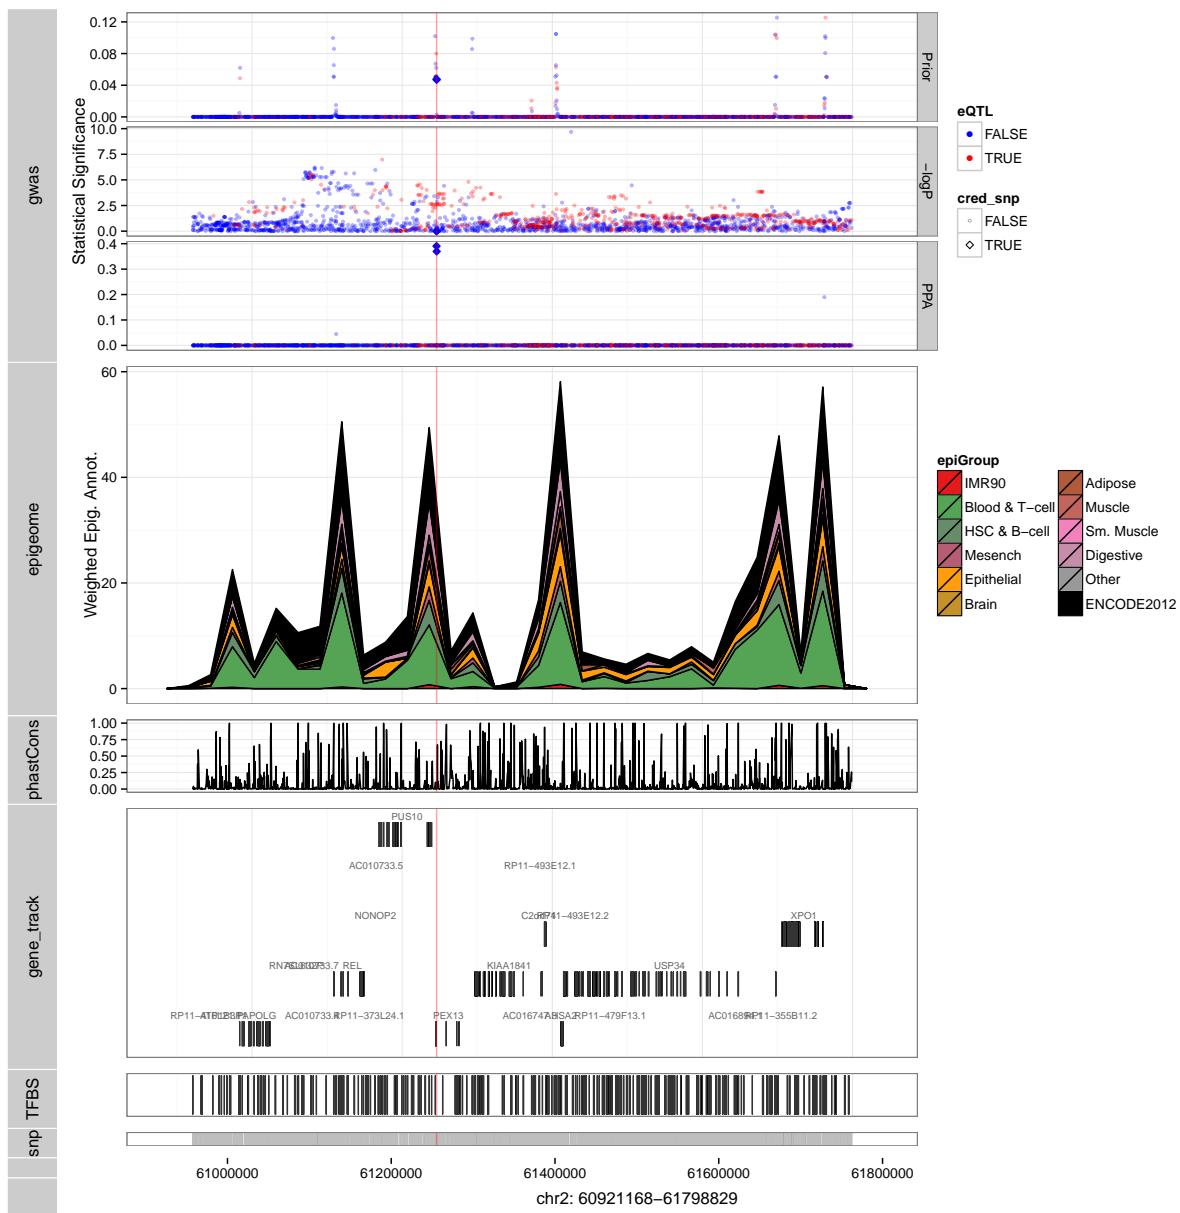 gwas
Statistical Significance
0.12
0.08
0.04
0.00
Prior
10.0
7.5
5.0
2.5
0.0
−logP
0.4
0.3
0.2
0.1
0.0
PPA
eQTL
FALSE
TRUE
cred_snp
FALSE
TRUE
epigeome
Weighted Epig. Annot.
60
40
20
0
epiGroup
IMR90
Blood & T−cell
HSC & B−cell
Mesench
Epithelial
Brain
Adipose
Muscle
Sm. Muscle
Digestive
Other
ENCODE2012
phastCons
1.00
0.75
0.50
0.25
0.00
gene_track
PUS10
AC010733.5
RP11−493E12.1
NONOP2
RP11−493E12.2
XPO1
REL
KIAA1841
USP34
PAPOLG
RP11−373L24.1
PEX13
AHSA2
RP11−479F13.1
RP11−355B11.2
TFBS
snp
61000000
61200000
61400000
61600000
61800000
chr2: 60921168−61798829